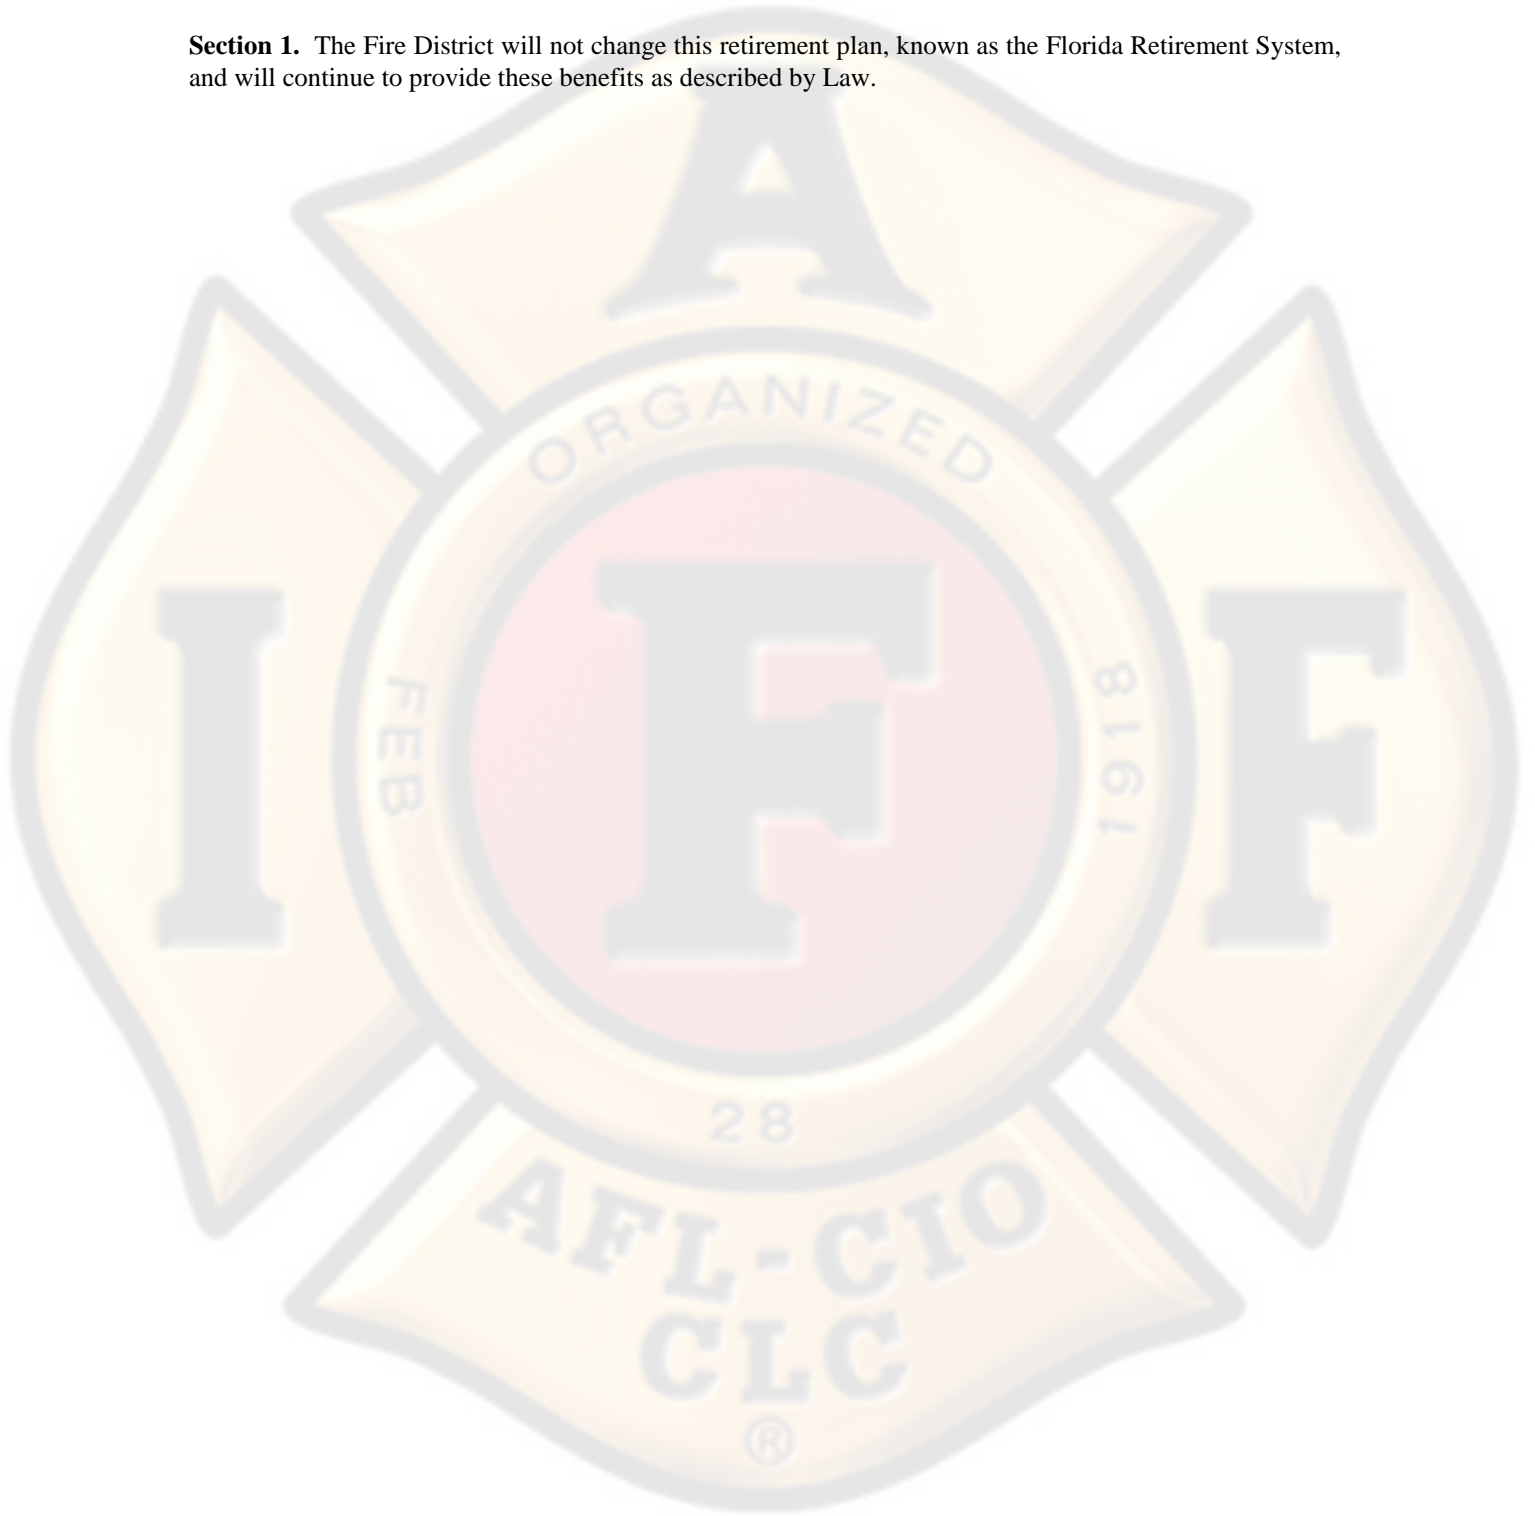 Section 1. The Fire District will not change this retirement plan, known as the Florida Retirement System,
and will continue to provide these benefits as described by Law.
A
ORGANIZED
I
F
F
FEB
1918
28
AFL-CIO
CLC
®